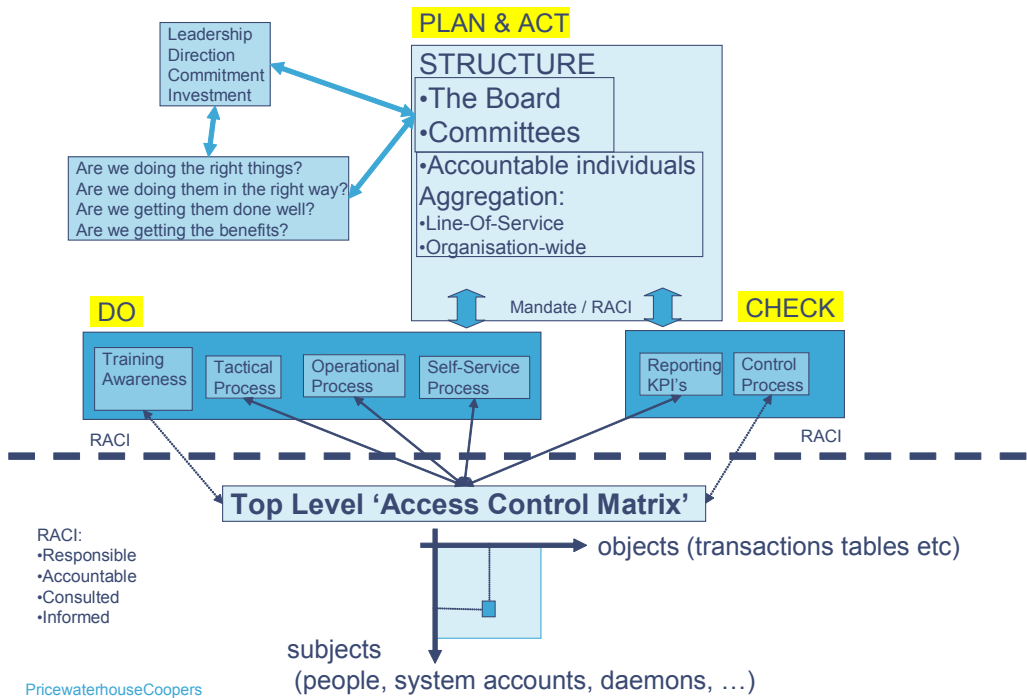 PLAN & ACT
Leadership
Direction
Commitment
Investment
STRUCTURE
•The Board
•Committees
•Accountable individuals
Aggregation:
•Line-Of-Service
•Organisation-wide
Are we doing the right things?
Are we doing them in the right way?
Are we getting them done well?
Are we getting the benefits?
DO
Mandate / RACI
CHECK
Training
Awareness
Tactical
Process
Operational
Process
Self-Service
Process
Reporting
KPI's
Control
Process
RACI
RACI
Top Level ‘Access Control Matrix’
RACI:
•Responsible
•Accountable
•Consulted
•Informed
objects (transactions tables etc)
subjects
(people, system accounts, daemons, …)
PricewaterhouseCoopers